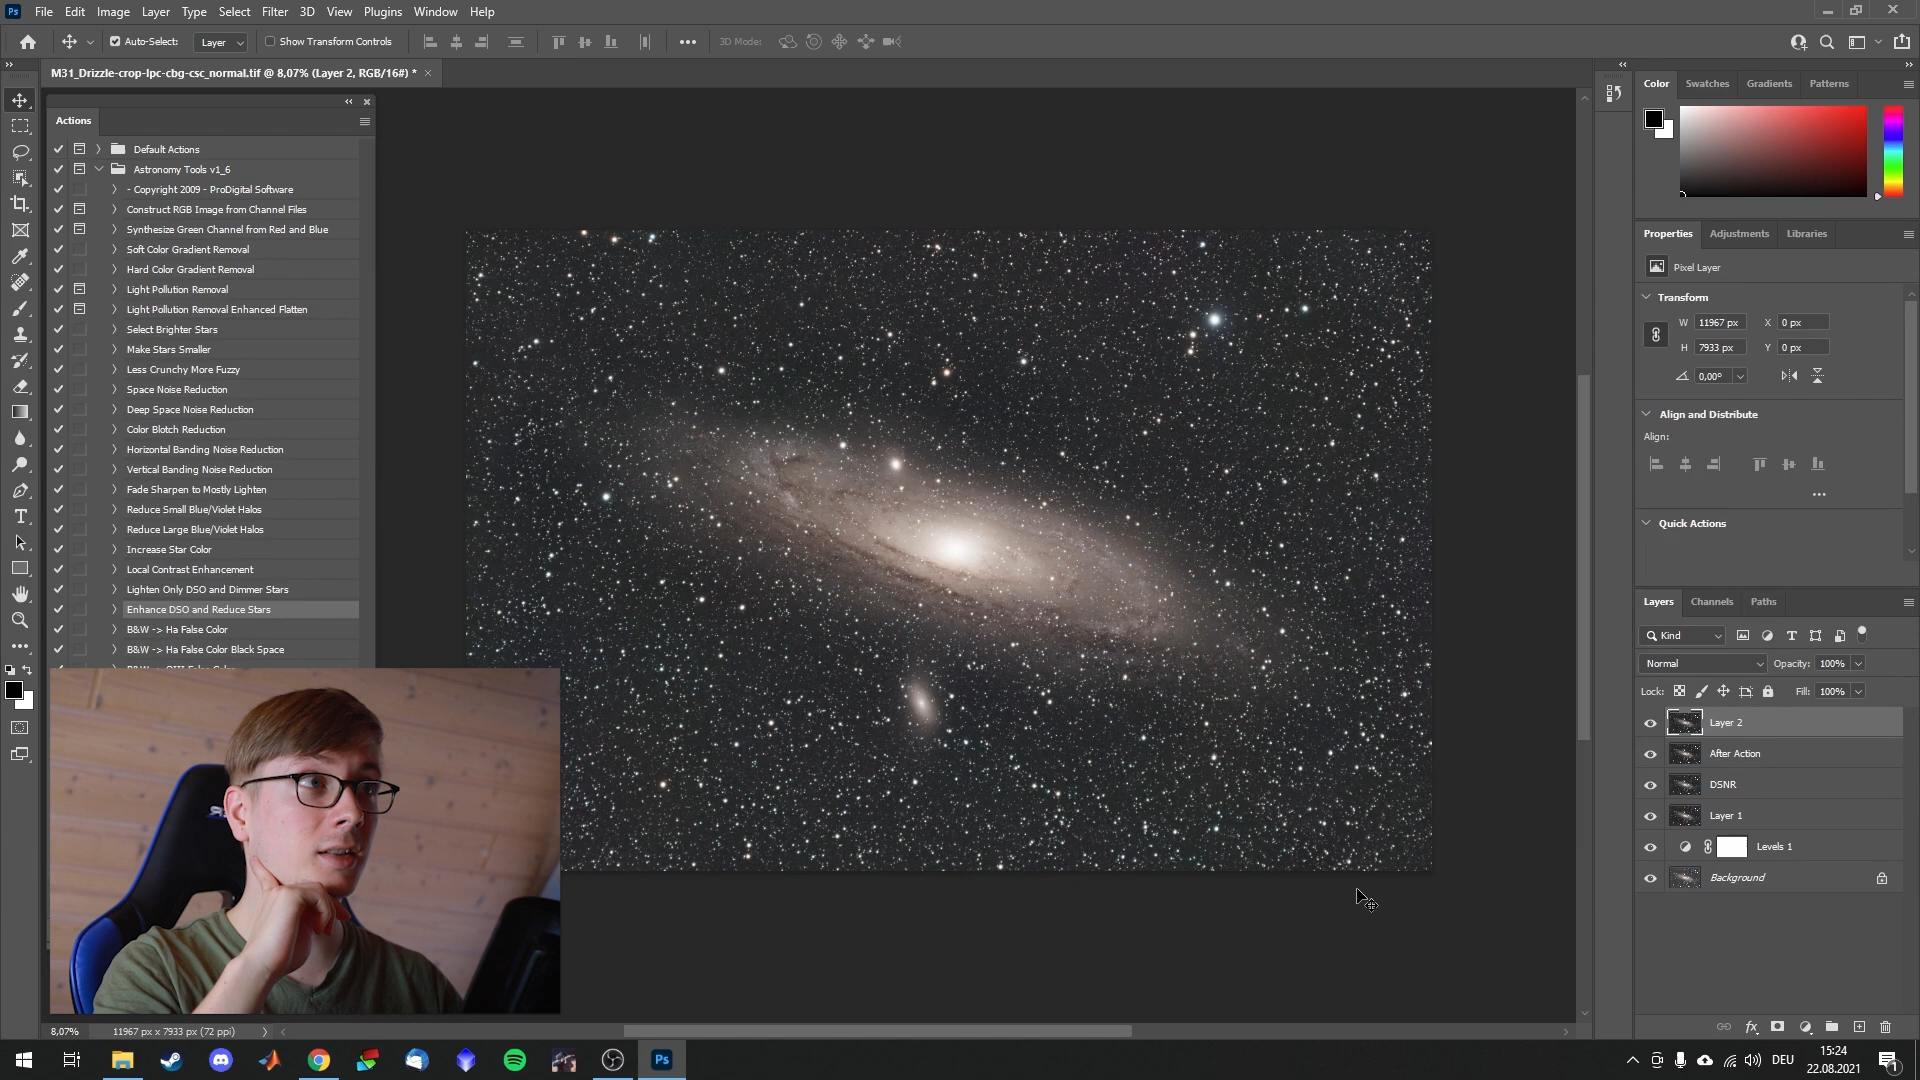 Ps File Edit Image Layer Type Select Filter 3D View Plugins Window Help
Auto-Select: Layer Show Transform Controls 3D Mode:
M31_Drizzle-crop-lpc-cbg-csc_normal.tif @ 8,07% (Layer 2, RGB/16#) *
Actions
Default Actions
Astronomy Tools v1_6
- Copyright 2009 - ProDigital Software
Construct RGB Image from Channel Files
Synthesize Green Channel from Red and Blue
Soft Color Gradient Removal
Hard Color Gradient Removal
Light Pollution Removal
Light Pollution Removal Enhanced Flatten
Select Brighter Stars
Make Stars Smaller
Less Crunchy More Fuzzy
Space Noise Reduction
Deep Space Noise Reduction
Color Blotch Reduction
Horizontal Banding Noise Reduction
Vertical Banding Noise Reduction
Fade Sharpen to Mostly Lighten
Reduce Small Blue/Violet Halos
Reduce Large Blue/Violet Halos
Increase Star Color
Local Contrast Enhancement
Lighten Only DSO and Dimmer Stars
Enhance DSO and Reduce Stars
B&W -> Ha False Color
B&W -> Ha False Color Black Space
Color Swatches Gradients Patterns
Properties Adjustments Libraries
Pixel Layer
Transform
W 11967 px X 0 px
H 7933 px Y 0 px
0,00°
Align and Distribute
Align:
Quick Actions
Layers Channels Paths
Kind
Normal Opacity: 100%
Lock: Fill: 100%
Layer 2
After Action
DSNR
Layer 1
Levels 1
Background
8,07% 11967 px x 7933 px (72 ppi)
Ps
DEU
15:24
22.08.2021
1